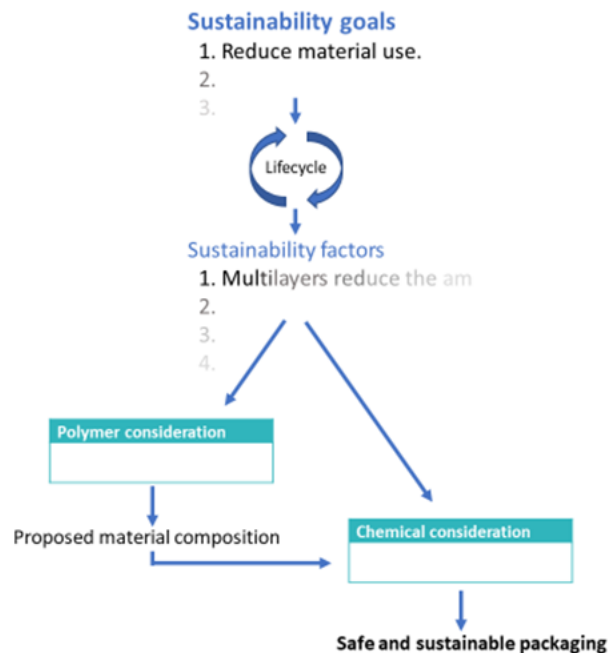 Sustainability goals
1. Reduce material use.
2.
3.
Lifecycle
Sustainability factors
1. Multilayers reduce the am
2.
3.
4.
Polymer consideration
Proposed material composition
Chemical consideration
Safe and sustainable packaging